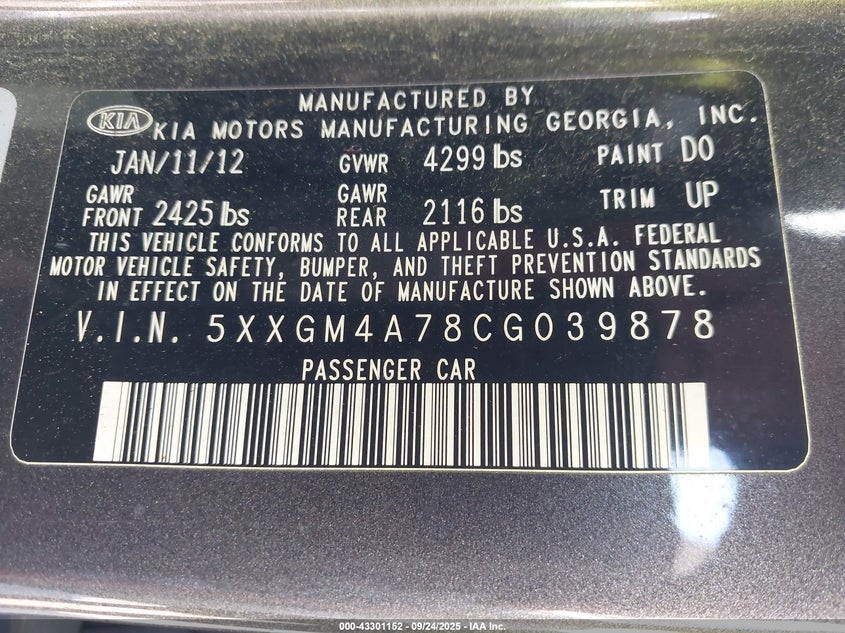 MANUFACTURED BY
KIA KIA MOTORS MANUFACTURING GEORGIA, INC.
JAN/11/12 GVWR 4299 lbs PAINT DO
GAWR FRONT 2425 lbs GAWR REAR 2116 lbs TRIM UP
THIS VEHICLE CONFORMS TO ALL APPLICABLE U.S.A. FEDERAL
MOTOR VEHICLE SAFETY, BUMPER, AND THEFT PREVENTION STANDARDS
IN EFFECT ON THE DATE OF MANUFACTURE SHOWN ABOVE.
V.I.N. 5XXGM4A78CG039878
PASSENGER CAR
000-43301152 - 09/24/2025 - IAA Inc.